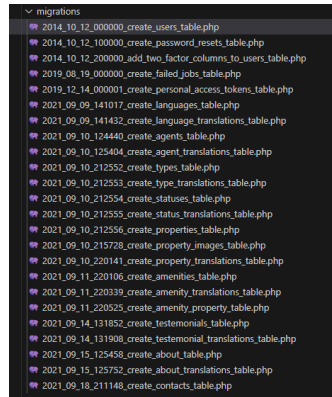 migrations
2014_10_12_000000_create_users_table.php
2014_10_12_100000_create_password_resets_table.php
2014_10_12_200000_add_two_factor_columns_to_users_table.php
2019_08_19_000000_create_failed_jobs_table.php
2019_12_14_000001_create_personal_access_tokens_table.php
2021_09_09_141017_create_languages_table.php
2021_09_09_141432_create_language_translations_table.php
2021_09_10_124440_create_agents_table.php
2021_09_10_125404_create_agent_translations_table.php
2021_09_10_212552_create_types_table.php
2021_09_10_212553_create_type_translations_table.php
2021_09_10_212554_create_statuses_table.php
2021_09_10_212555_create_status_translations_table.php
2021_09_10_212556_create_properties_table.php
2021_09_10_215728_create_property_images_table.php
2021_09_10_220141_create_property_translations_table.php
2021_09_11_220106_create_amenities_table.php
2021_09_11_220339_create_amenity_translations_table.php
2021_09_11_220525_create_amenity_property_table.php
2021_09_14_131852_create_testemonials_table.php
2021_09_14_131908_create_testemonial_translations_table.php
2021_09_15_125458_create_about_table.php
2021_09_15_125752_create_about_translations_table.php
2021_09_18_211148_create_contacts_table.php